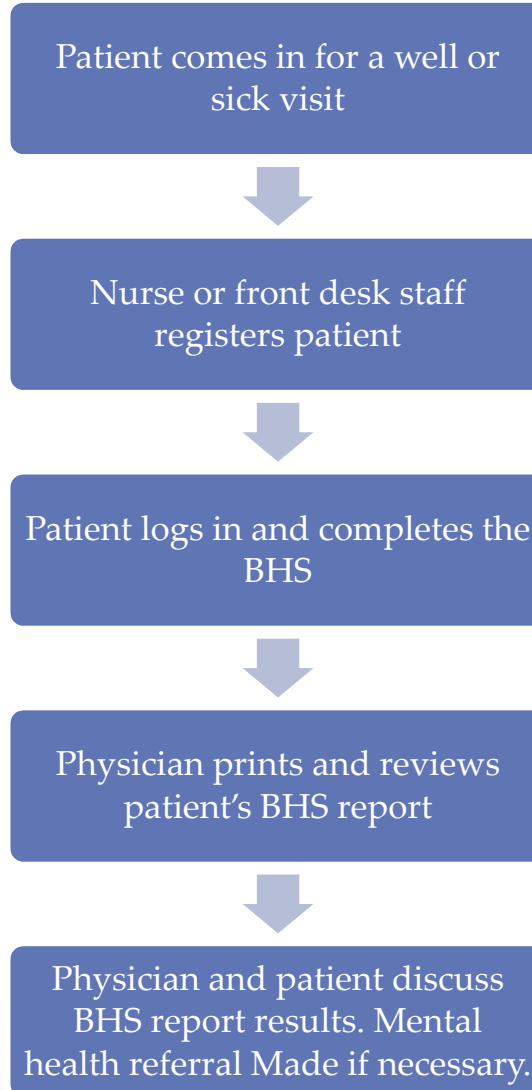 Patient comes in for a well or
sick visit
Nurse or front desk staff
registers patient
Patient logs in and completes the
BHS
Physician prints and reviews
patient’s BHS report
Physician and patient discuss
BHS report results. Mental
health referral Made if necessary.